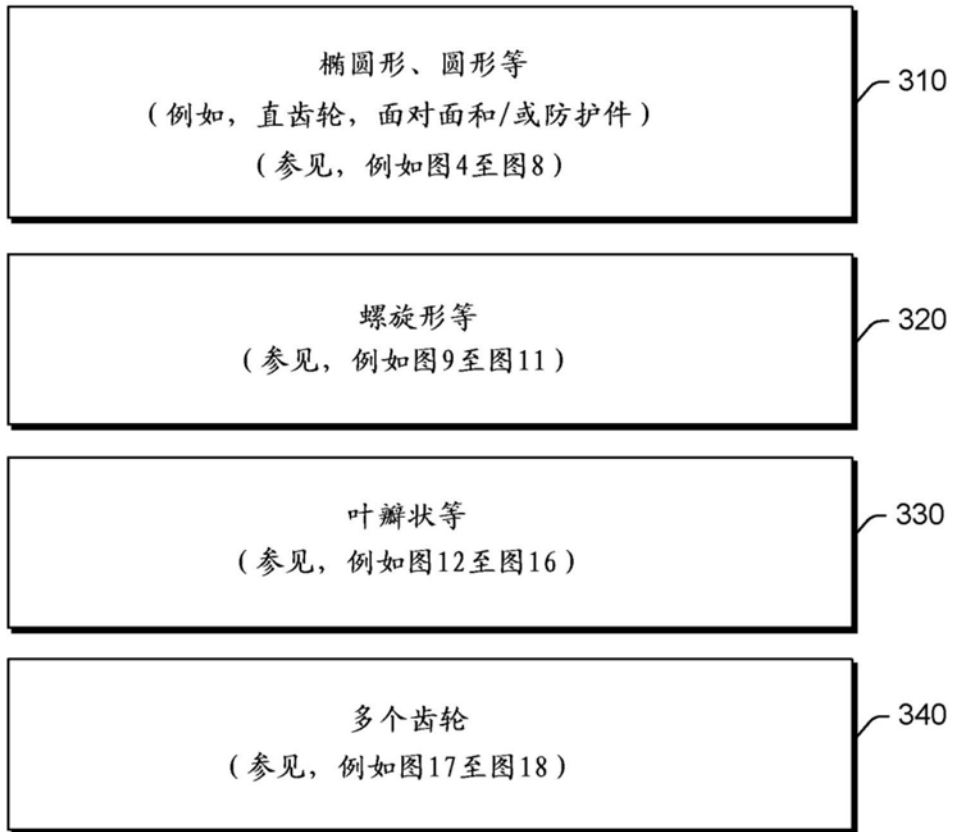 椭圆形、圆形等
(例如，直齿轮，面对面和/或防护件)
(参见，例如图4至图8)
310
螺旋形等
(参见，例如图9至图11)
320
叶瓣状等
(参见，例如图12至图16)
330
多个齿轮
(参见，例如图17至图18)
340